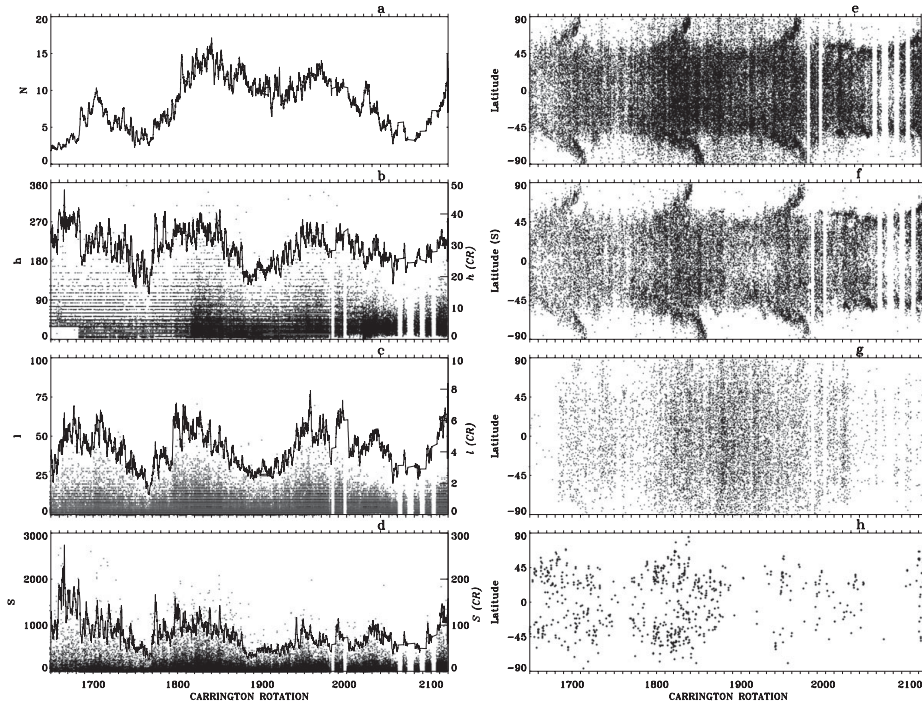 a
20
15
10
5
0
N
b
360
270
180
90
0
h
50
40
30
20
10
0
h (CR)
c
100
75
50
25
0
l
10
8
6
4
2
0
l (CR)
d
3000
2000
1000
0
S
300
200
100
0
S (CR)
1700 1800 1900 2000 2100
CARRINGTON ROTATION
e
90
45
0
-45
-90
Latitude
f
90
45
0
-45
-90
Latitude (S)
g
90
45
0
-45
-90
Latitude
h
90
45
0
-45
-90
Latitude
1700 1800 1900 2000 2100
CARRINGTON ROTATION